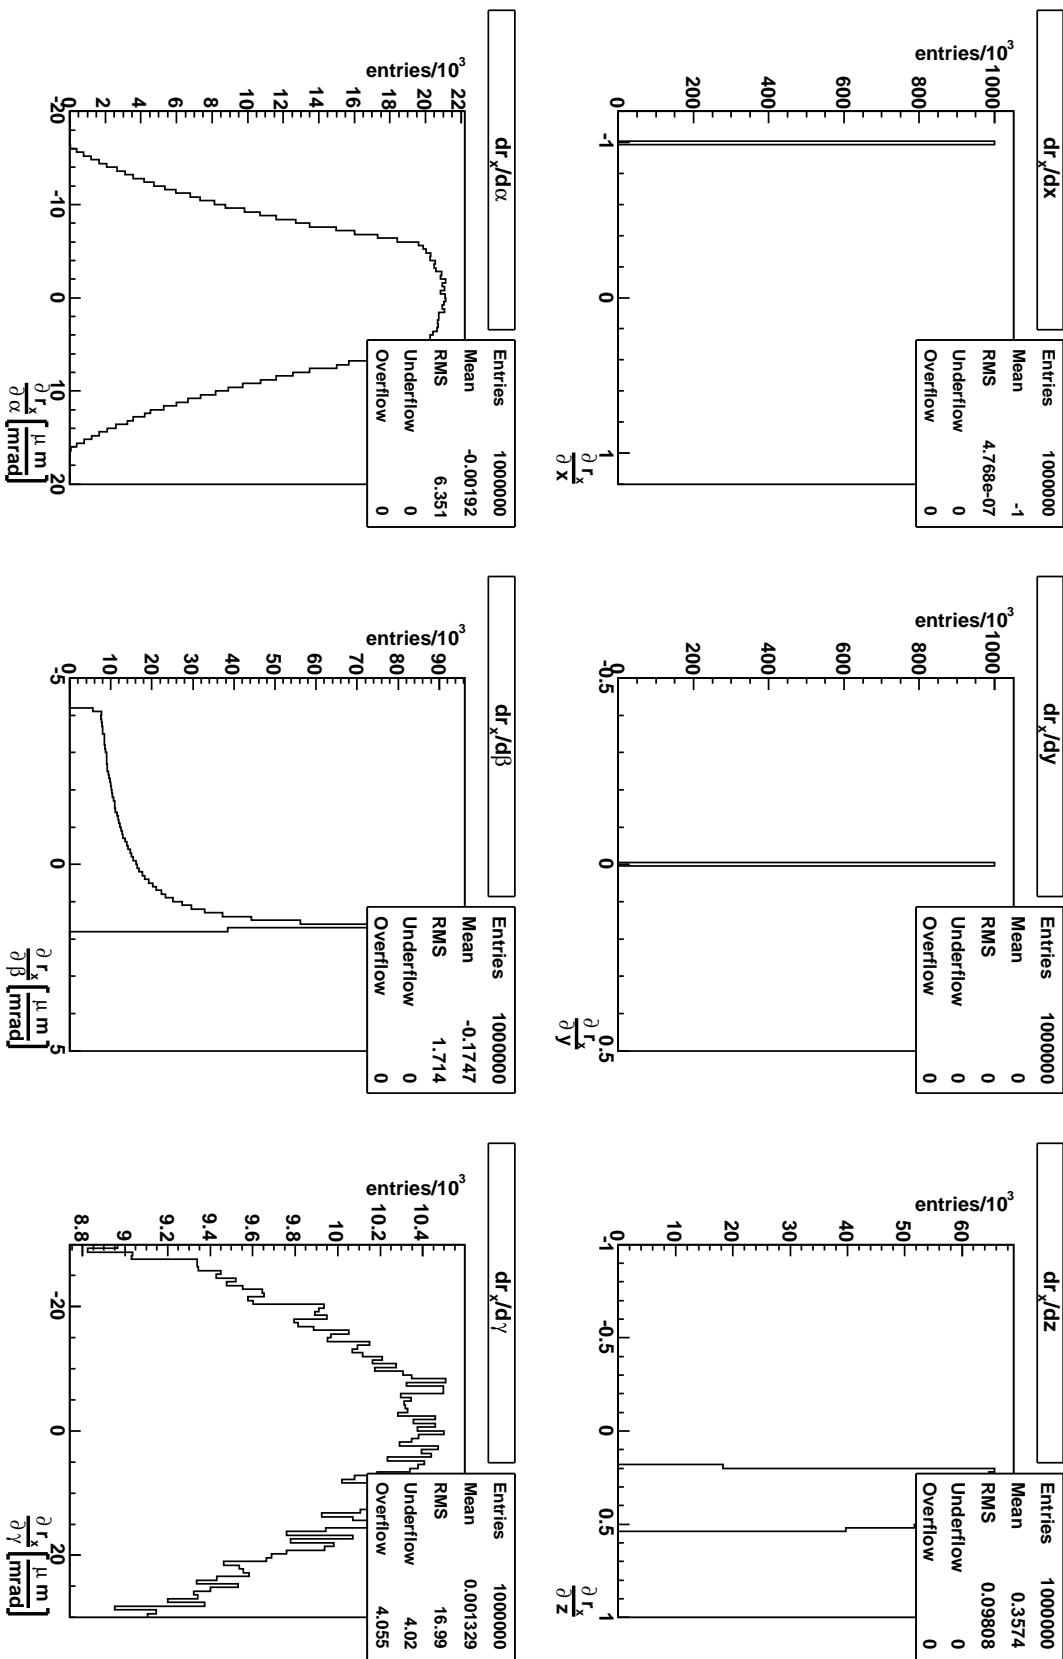 dr_x/dx
Entries 1000000
Mean -1
RMS 4.768e-07
Underflow 0
Overflow 0
entries/10^3
0 200 400 600 800 1000
-1 0 1
∂ r_x
∂ x
dr_x/dy
Entries 1000000
Mean 0
RMS 0
Underflow 0
Overflow 0
entries/10^3
0 200 400 600 800 1000
-0.5 0 0.5
∂ r_x
∂ y
dr_x/dz
Entries 1000000
Mean 0.3574
RMS 0.09808
Underflow 0
Overflow 0
entries/10^3
0 10 20 30 40 50 60
-1 -0.5 0 0.5 1
∂ r_x
∂ z
dr_x/dα
Entries 1000000
Mean -0.00192
RMS 6.351
Underflow 0
Overflow 0
entries/10^3
0 2 4 6 8 10 12 14 16 18 20 22
-20 -10 0 10 20
∂ r_x [ μ m ]
∂ α [ mrad ]
dr_x/dβ
Entries 1000000
Mean -0.1747
RMS 1.714
Underflow 0
Overflow 0
entries/10^3
0 10 20 30 40 50 60 70 80 90
-5 0 5
∂ r_x [ μ m ]
∂ β [ mrad ]
dr_x/dγ
Entries 1000000
Mean 0.001329
RMS 16.99
Underflow 4.02
Overflow 4.055
entries/10^3
8.8 9 9.2 9.4 9.6 9.8 10 10.2 10.4
-20 0 20
∂ r_x [ μ m ]
∂ γ [ mrad ]